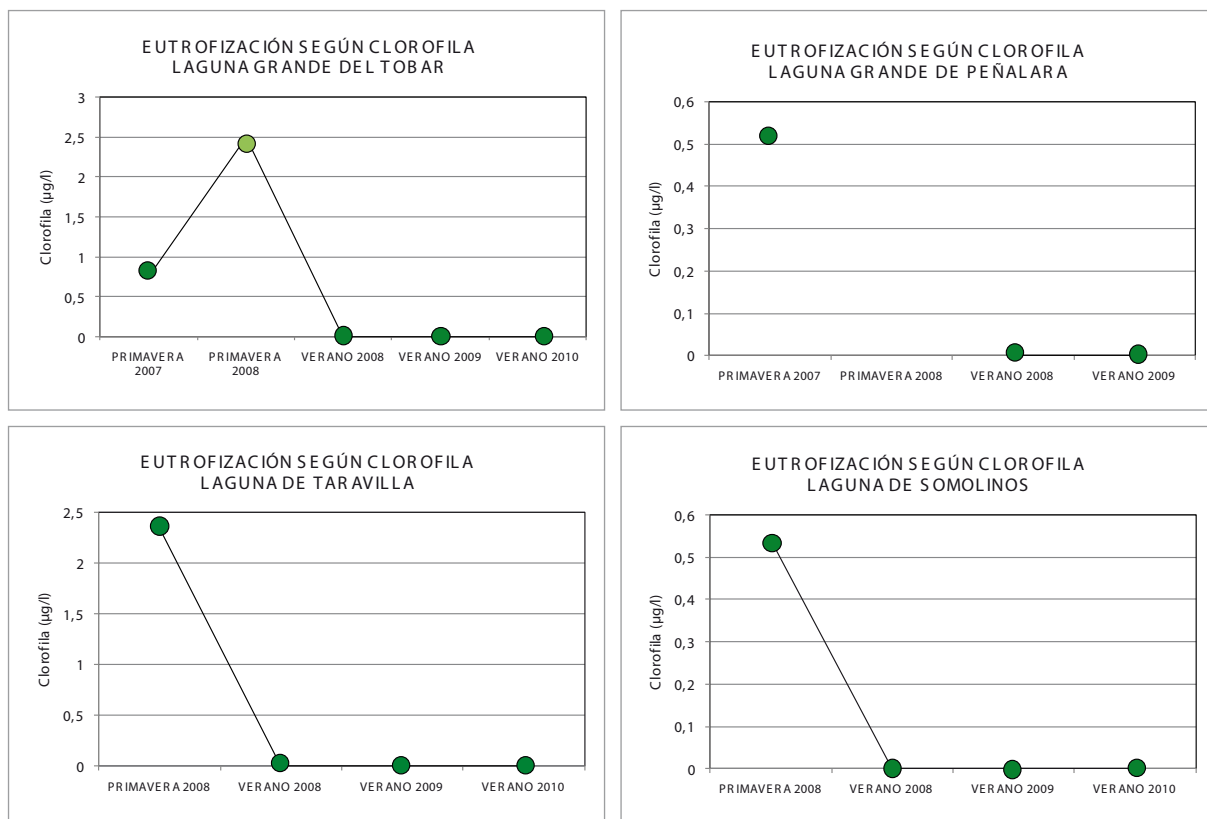 EUTROFIZACIÓN SEGÚN CLOROFILA
LAGUNA GRANDE DEL TOBAR
Clorofila (µg/l)
3
2,5
2
1,5
1
0,5
0
PRIMAVERA
2007
PRIMAVERA
2008
VERANO 2008
VERANO 2009
VERANO 2010
EUTROFIZACIÓN SEGÚN CLOROFILA
LAGUNA GRANDE DE PEÑALARA
Clorofila (µg/l)
0,6
0,5
0,4
0,3
0,2
0,1
0
PRIMAVERA 2007
PRIMAVERA 2008
VERANO 2008
VERANO 2009
EUTROFIZACIÓN SEGÚN CLOROFILA
LAGUNA DE TARAVILLA
Clorofila (µg/l)
2,5
2
1,5
1
0,5
0
PRIMAVERA 2008
VERANO 2008
VERANO 2009
VERANO 2010
EUTROFIZACIÓN SEGÚN CLOROFILA
LAGUNA DE SOMOLINOS
Clorofila (µg/l)
0,6
0,5
0,4
0,3
0,2
0,1
0
PRIMAVERA 2008
VERANO 2008
VERANO 2009
VERANO 2010